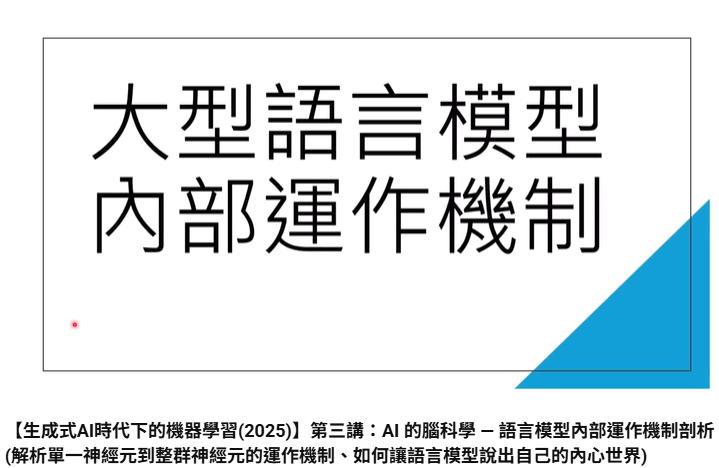 大型語言模型
內部運作機制
【生成式AI時代下的機器學習(2025)】第三講：AI 的腦科學 — 語言模型內部運作機制剖析
(解析單一神經元到整群神經元的運作機制、如何讓語言模型說出自己的內心世界)